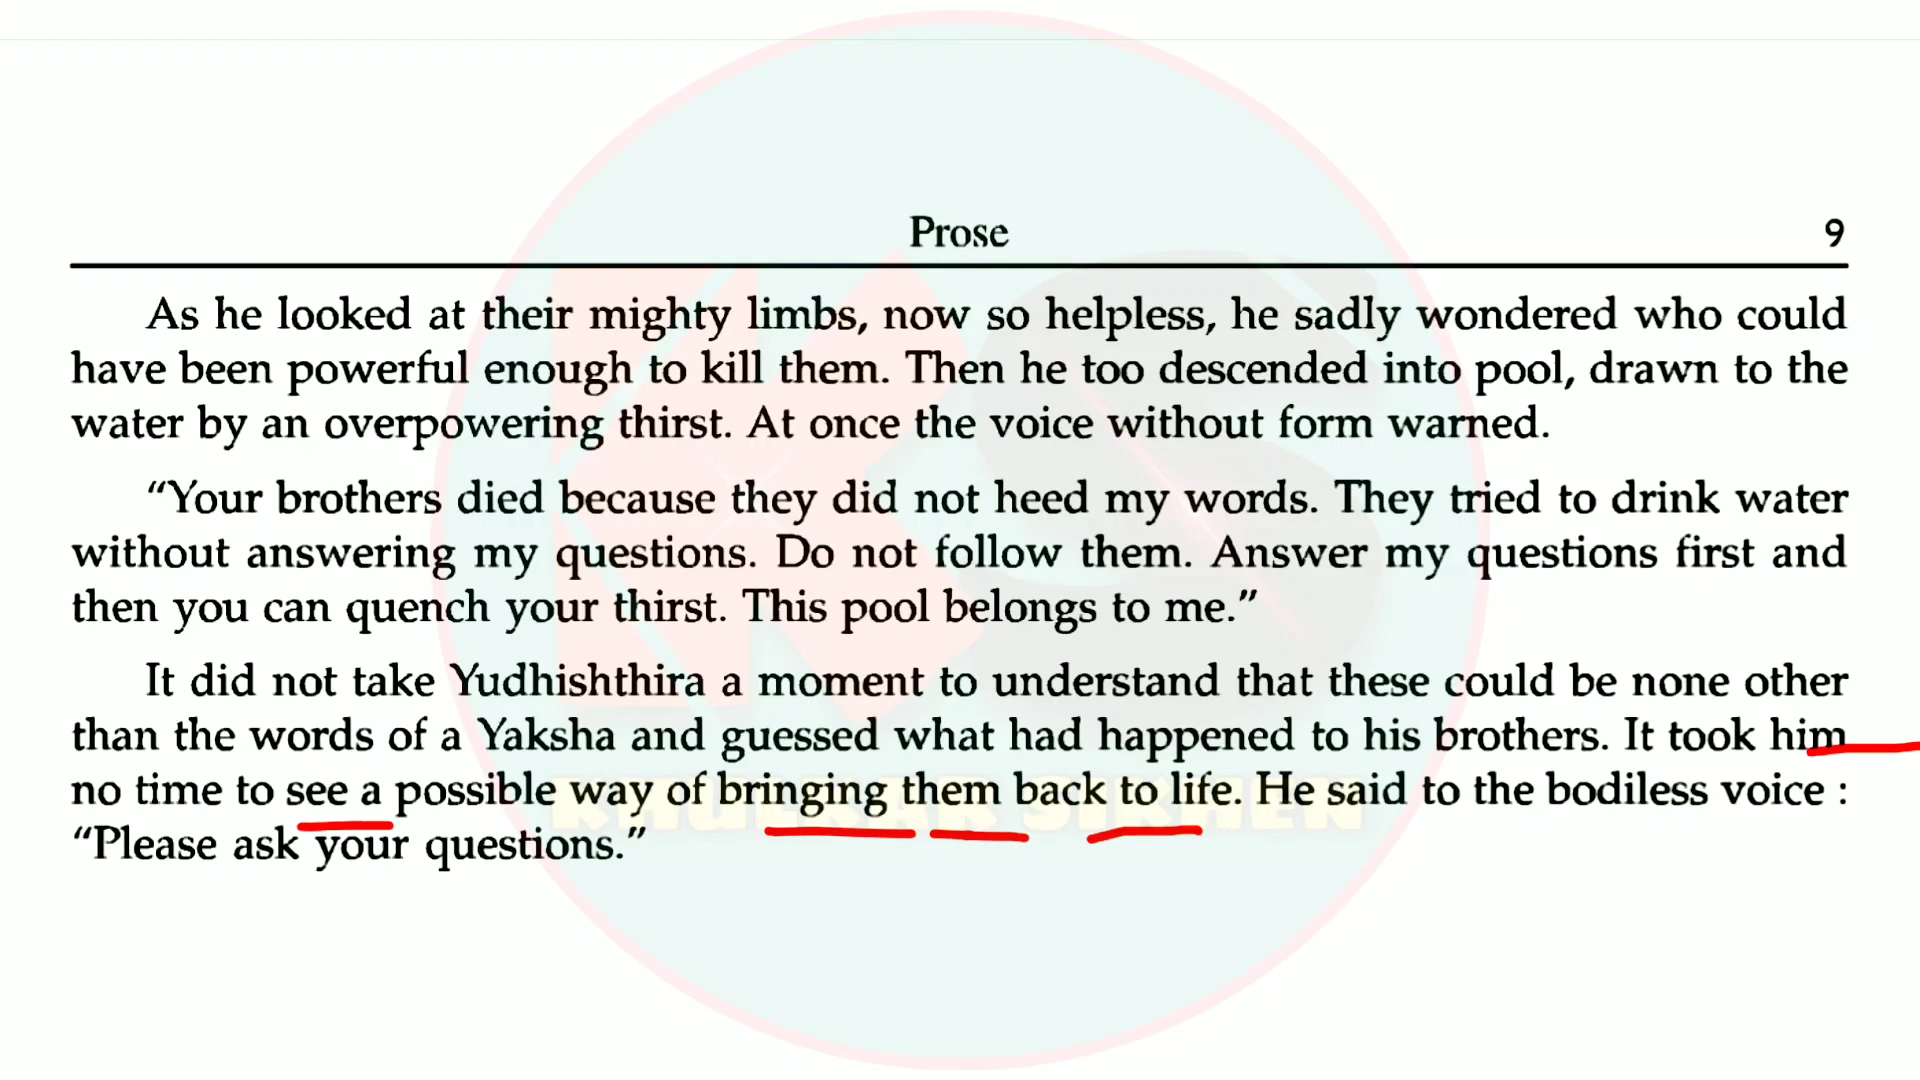 Prose 9
As he looked at their mighty limbs, now so helpless, he sadly wondered who could
have been powerful enough to kill them. Then he too descended into pool, drawn to the
water by an overpowering thirst. At once the voice without form warned.
“Your brothers died because they did not heed my words. They tried to drink water
without answering my questions. Do not follow them. Answer my questions first and
then you can quench your thirst. This pool belongs to me.”
It did not take Yudhishthira a moment to understand that these could be none other
than the words of a Yaksha and guessed what had happened to his brothers. It took him
no time to see a possible way of bringing them back to life. He said to the bodiless voice :
“Please ask your questions.”
KHULKAR SIKHEN